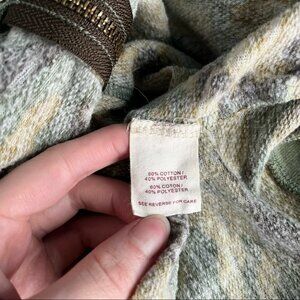 60% COTTON/
40% POLYESTER
60% COTON/
40% POLYESTER
SEE REVERSE FOR CARE